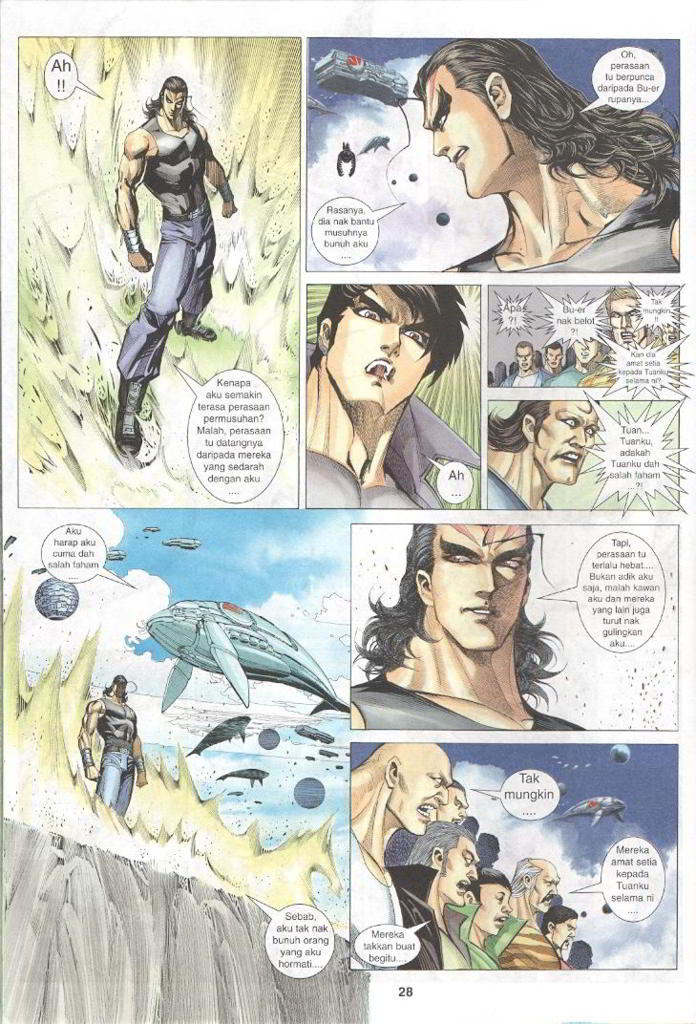 Ah
!!
Kenapa
aku semakin
terasa perasaan
permusuhan?
Malah, perasaan
tu datangnya
daripada mereka
yang sedarah
dengan aku
....
Oh,
perasaan
tu berpunca
daripada Bu-er
rupanya...
Rasanya,
dia nak bantu
musuhnya
bunuh aku
....
Ah
...
Apa
?!
Bu-er
nak belot
?!
Tak
mungkin
!!
Kan dia
amat setia
kepada Tuanku
selama ni?
Tuan...
Tuanku,
adakah
Tuanku dah
salah faham
...?!
Aku
harap aku
cuma dah
salah faham
....
Sebab,
aku tak nak
bunuh orang
yang aku
hormati....
Tapi,
perasaan tu
terlalu hebat....
Bukan adik aku
saja, malah kawan
aku dan mereka
yang lain juga
turut nak
gulingkan
aku....
Tak
mungkin
....
Mereka
amat setia
kepada
Tuanku
selama ni
....
Mereka
takkan buat
begitu....
28